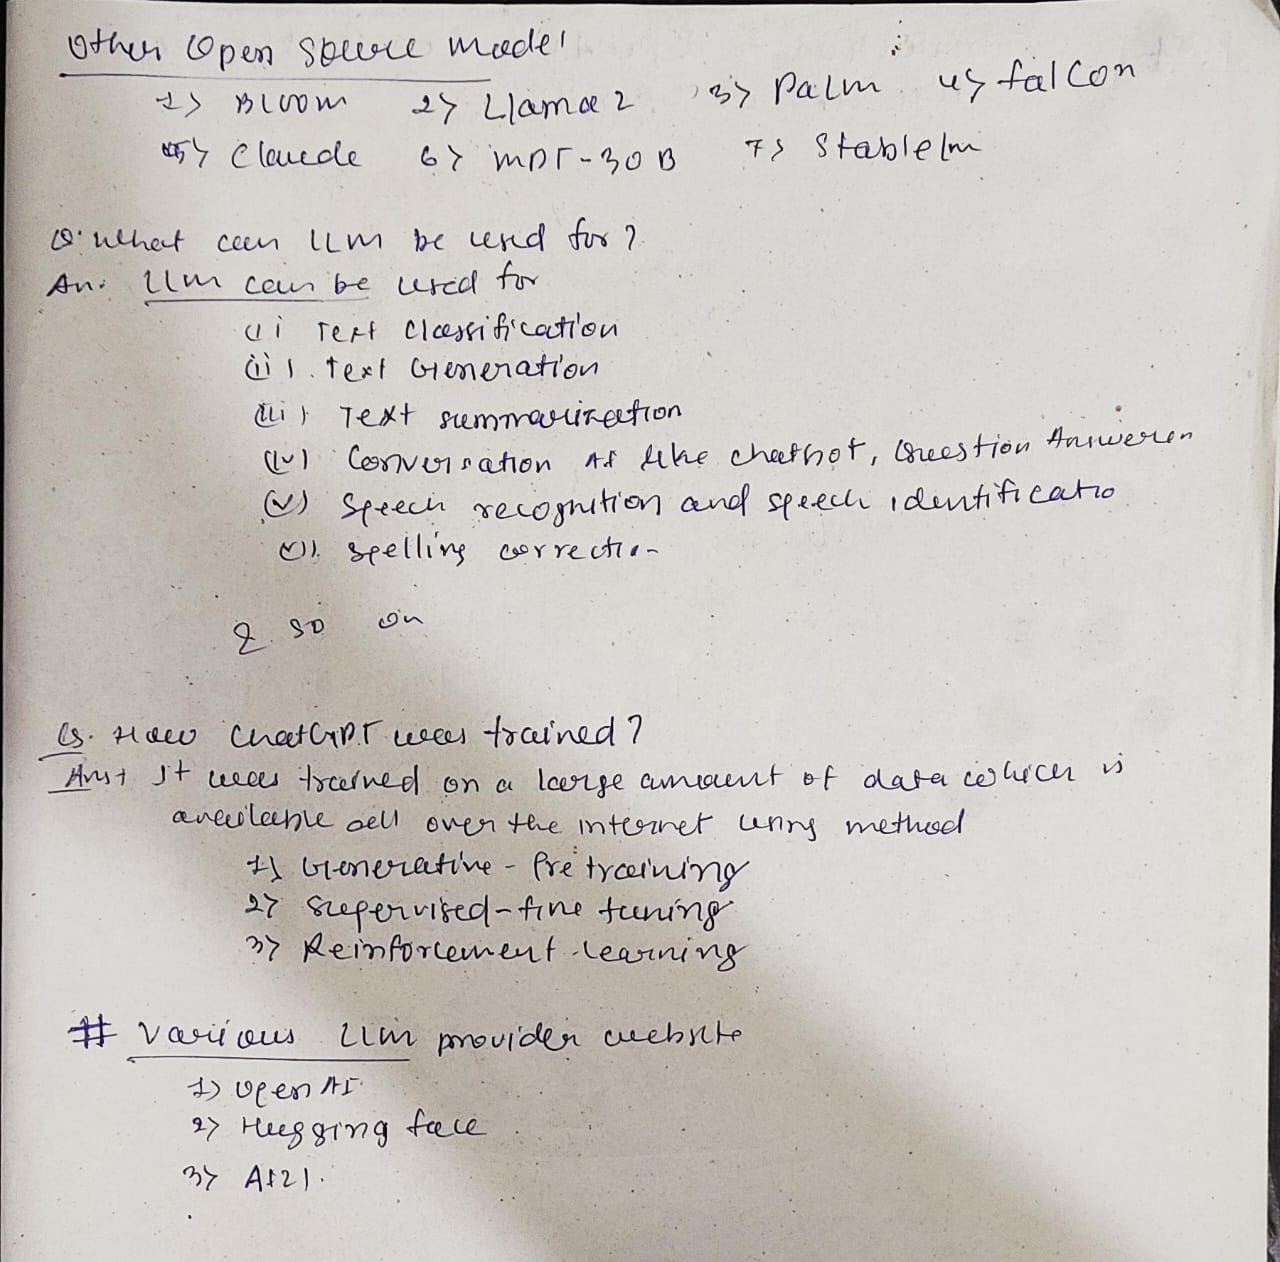 Other Open Source model
1> BLOOM 2> Llama 2 3> Palm 4> falCon
5> Claude 6> MPT-30B 7> Stablelm
Q. What can LLM be used for?
An. LLM can be used for
(i) Text Classification
(ii) Text Generation
(iii) Text summarization
(iv) Conversation AI like chatbot, Question Answeren
(v) Speech recognition and speech identificatio
(vi). Spelling correction
& so on
Q. How ChatGPT was trained?
Ans+ It was trained on a large amount of data which is
available all over the internet using method
1) Generative - Pre training
2> Supervised-fine tuning
3> Reinforcement-learning
# Various LLM provider website
1> Open AI
2> Hugging face
3> AI21.